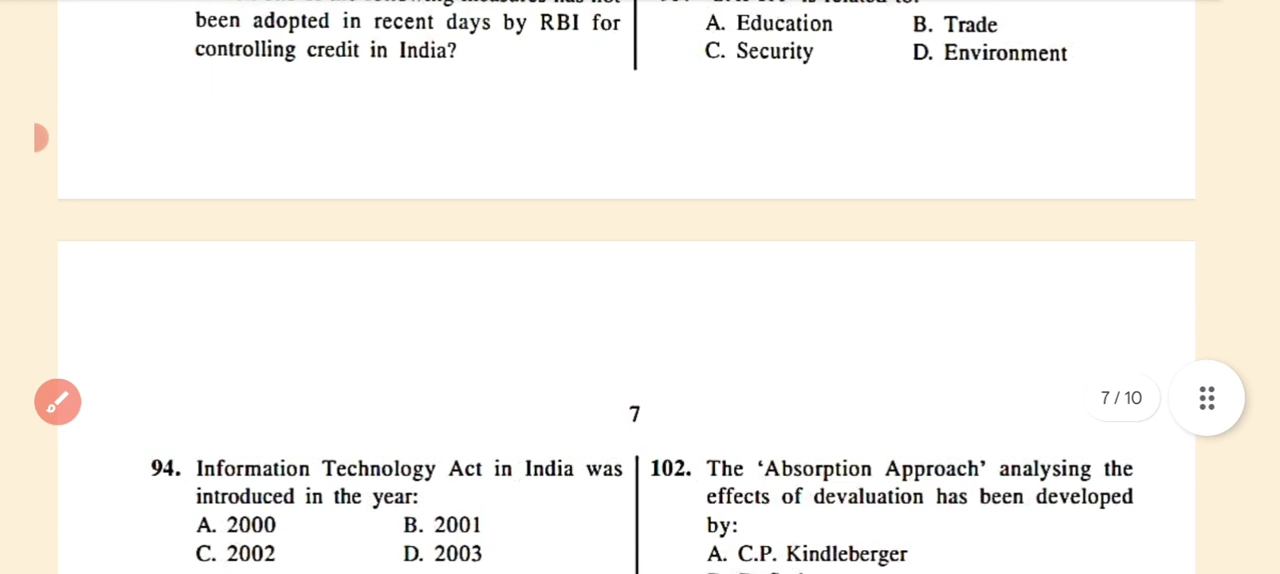 been adopted in recent days by RBI for
controlling credit in India?
A. Education B. Trade
C. Security D. Environment
7 / 10
7
94. Information Technology Act in India was
introduced in the year:
A. 2000 B. 2001
C. 2002 D. 2003
102. The ‘Absorption Approach’ analysing the
effects of devaluation has been developed
by:
A. C.P. Kindleberger